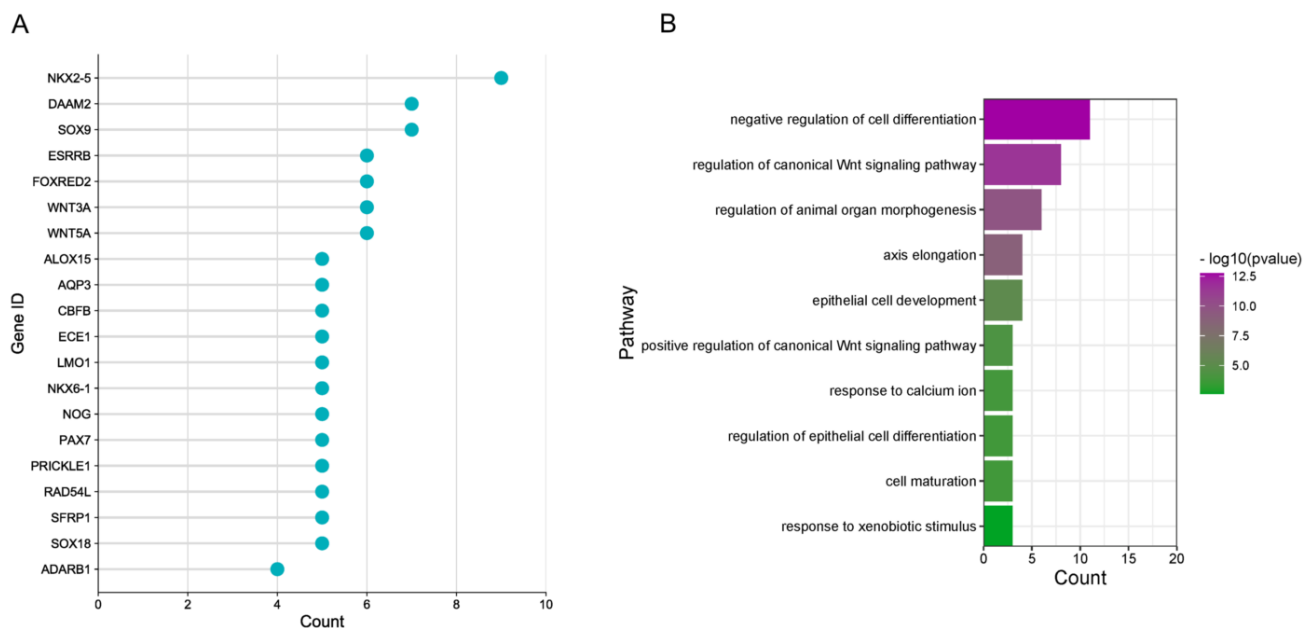 A
Gene ID
NKX2-5
DAAM2
SOX9
ESRRB
FOXRED2
WNT3A
WNT5A
ALOX15
AQP3
CBFB
ECE1
LMO1
NKX6-1
NOG
PAX7
PRICKLE1
RAD54L
SFRP1
SOX18
ADARB1
0 2 4 6 8 10
Count
B
Pathway
negative regulation of cell differentiation
regulation of canonical Wnt signaling pathway
regulation of animal organ morphogenesis
axis elongation
epithelial cell development
positive regulation of canonical Wnt signaling pathway
response to calcium ion
regulation of epithelial cell differentiation
cell maturation
response to xenobiotic stimulus
0 5 10 15 20
Count
- log10(pvalue)
12.5
10.0
7.5
5.0